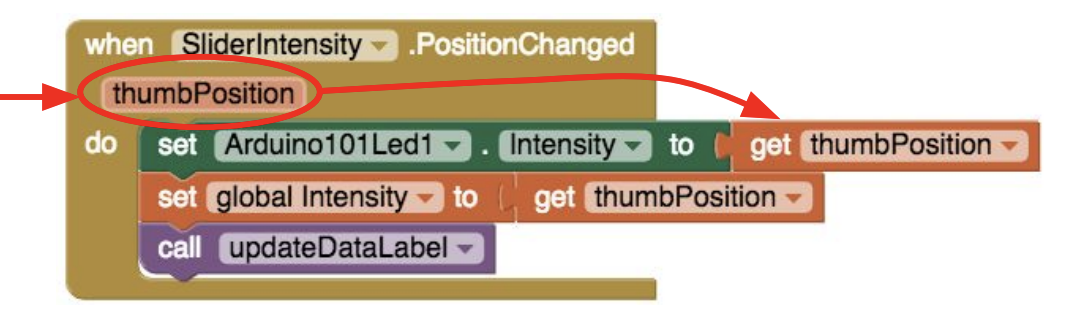 when SliderIntensity .PositionChanged
thumbPosition
do set Arduino101Led1 . Intensity to get thumbPosition
set global Intensity to get thumbPosition
call updateDataLabel